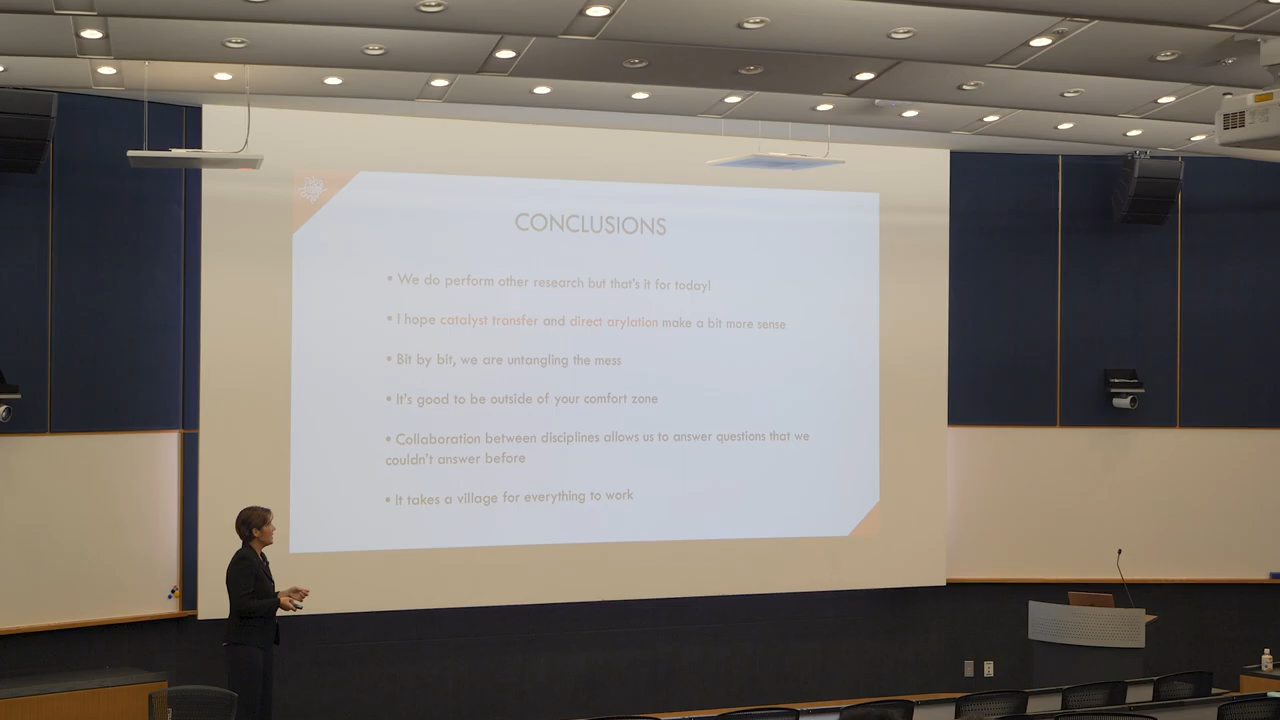 CONCLUSIONS
▪ We do perform other research but that's it for today!
▪ I hope catalyst transfer and direct arylation make a bit more sense
▪ Bit by bit, we are untangling the mess
▪ It's good to be outside of your comfort zone
▪ Collaboration between disciplines allows us to answer questions that we
couldn't answer before
▪ It takes a village for everything to work